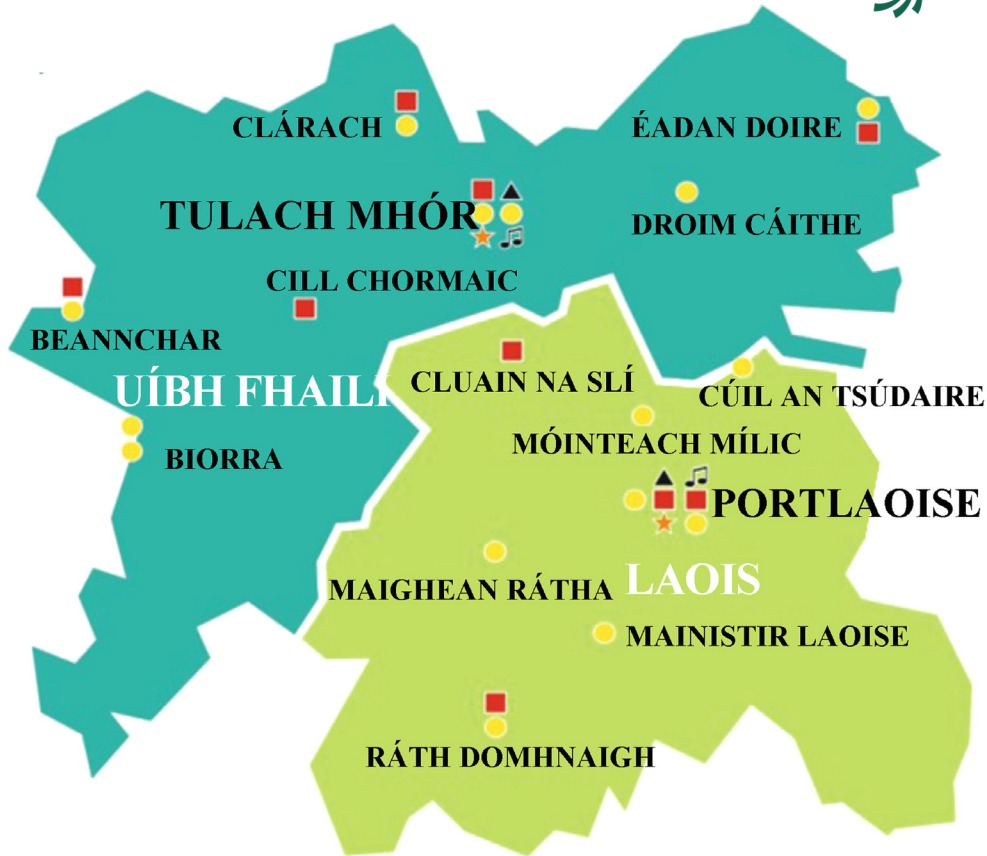 CLÁRACH
ÉADAN DOIRE
TULACH MHÓR
DROIM CÁITHE
CILL CHORMAIC
BEANNCHAR
UÍBH FHAILÍ
CLUAIN NA SLÍ
CÚIL AN TSÚDAIRE
MÓINTEACH MÍLIC
BIORRA
PORTLAOISE
MAIGHEAN RÁTHA
LAOIS
MAINISTIR LAOISE
RÁTH DOMHNAIGH